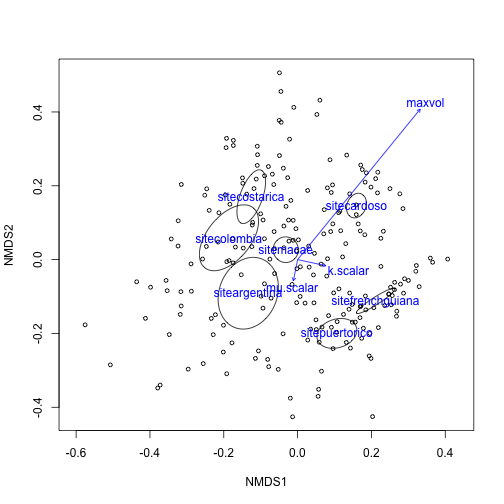 maxvol
sitecostarica
sitecardoso
sitecolombia
sitemacae
k.scalar
mu.scalar
siteargentina
sitefrenchguiana
sitepuertorico
0.4
0.2
0.0
-0.2
-0.4
NMDS2
-0.6
-0.4
-0.2
0.0
0.2
0.4
NMDS1